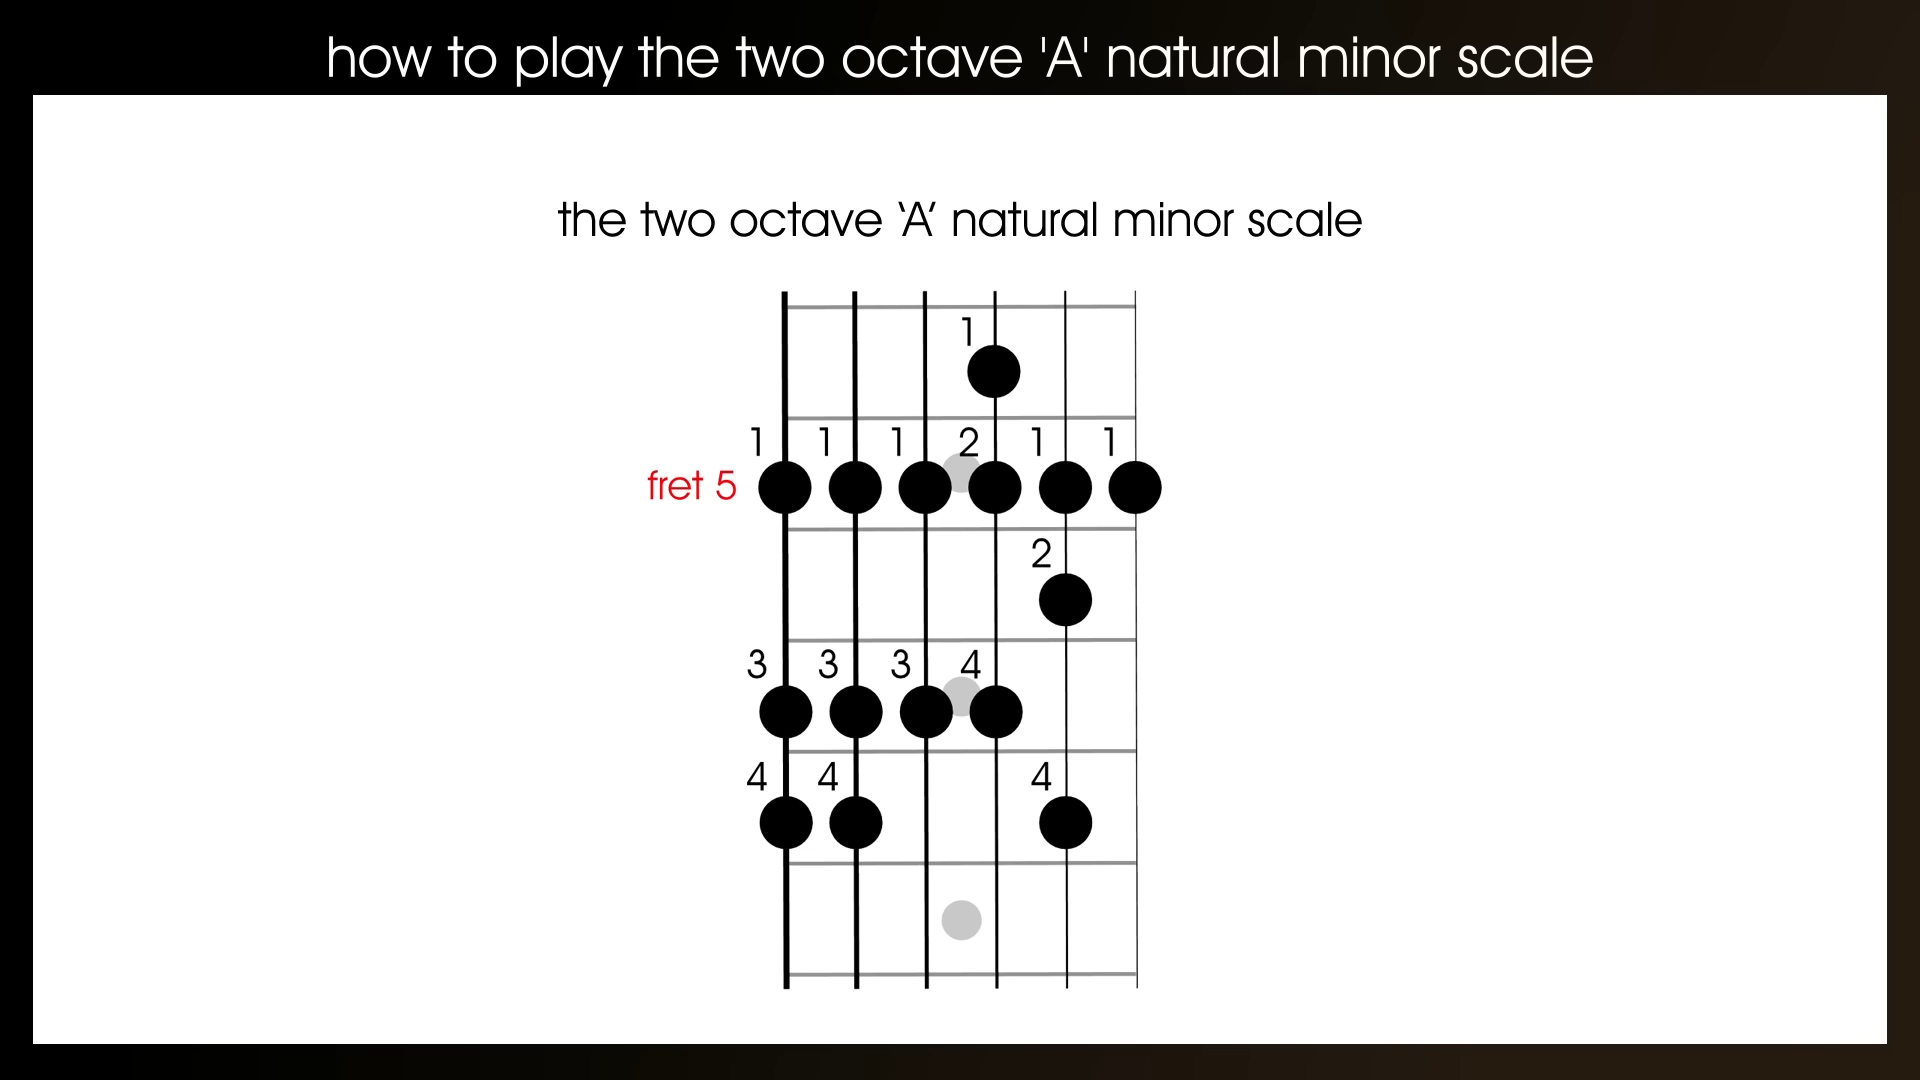 how to play the two octave 'A' natural minor scale
the two octave ‘A’ natural minor scale
1
1 1 1 2 1 1
fret 5
2
3 3 3 4
4 4 4